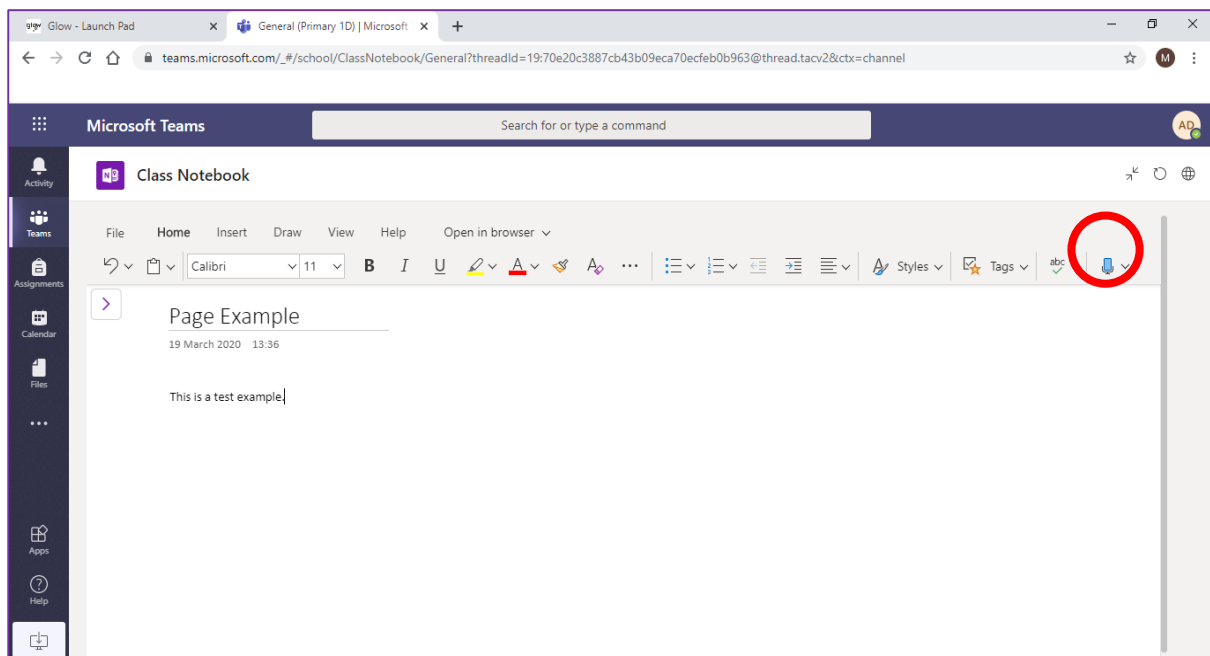 glow Glow - Launch Pad General (Primary 1D) | Microsoft
teams.microsoft.com/_#/school/ClassNotebook/General?threadId=19:70e20c3887cb43b09eca70ecfeb0b963@thread.tacv2&ctx=channel M
Microsoft Teams Search for or type a command AD
Activity
N Class Notebook
Teams
File Home Insert Draw View Help Open in browser
Calibri 11 B I U A A Styles Tags abc
Assignments
Page Example
Calendar
19 March 2020 13:36
Files
This is a test example.
Apps
Help